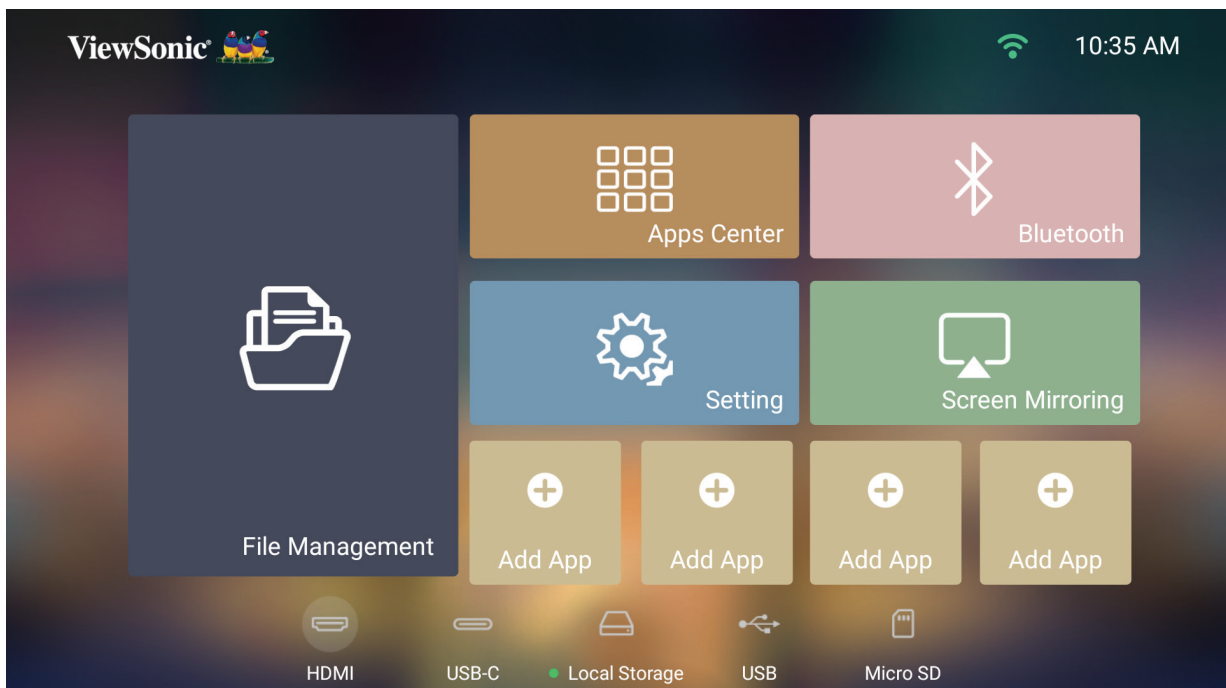 ViewSonic®
10:35 AM
Apps Center
Bluetooth
Setting
Screen Mirroring
File Management
Add App
Add App
Add App
Add App
HDMI
USB-C
Local Storage
USB
Micro SD